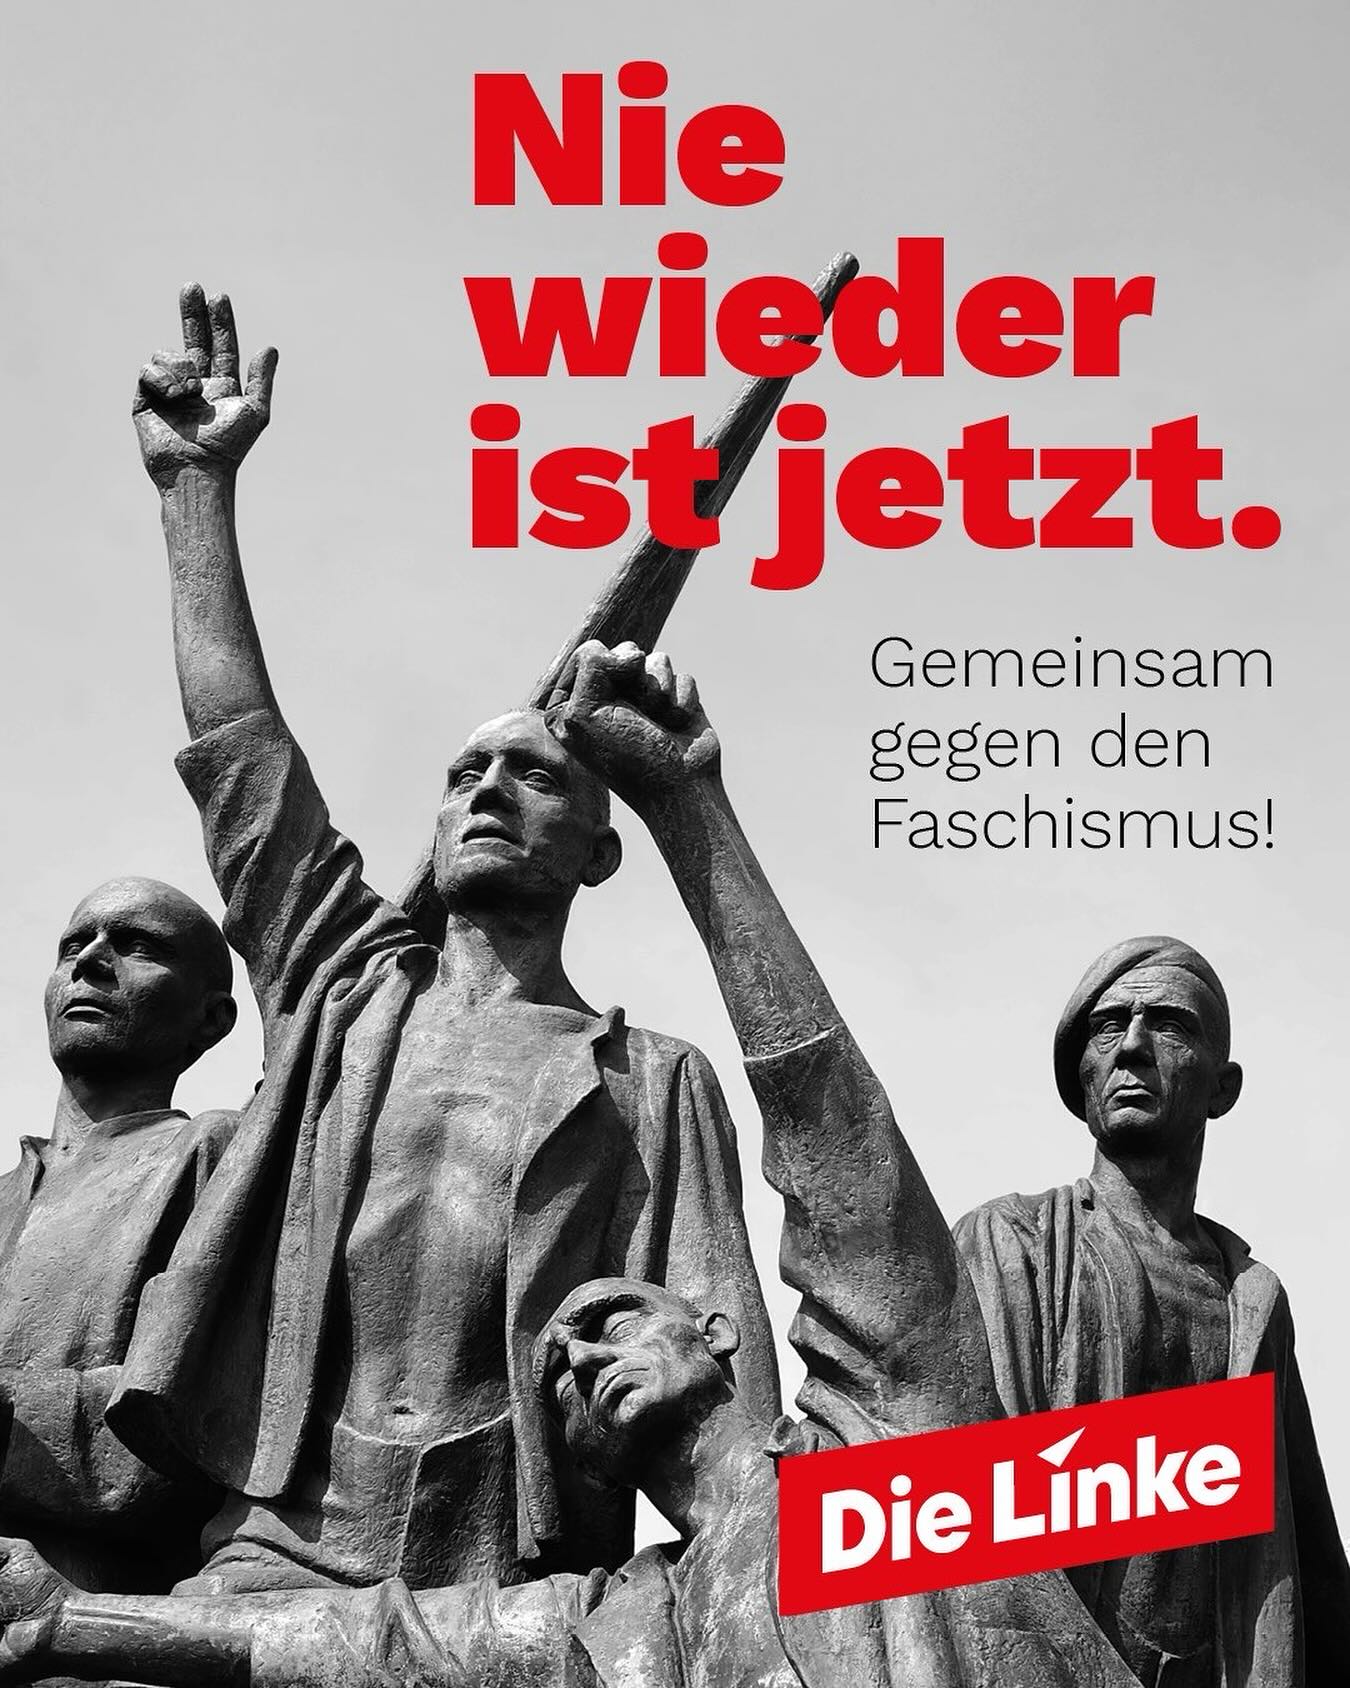 Nie
wieder
ist jetzt.
Gemeinsam
gegen den
Faschismus!
Die Linke